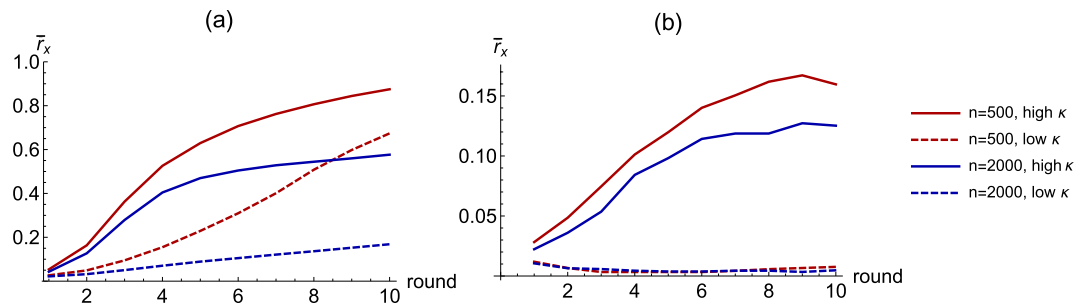 (a)
r̄ₓ
1.0
0.8
0.6
0.4
0.2
2 4 6 8 10
round
(b)
r̄ₓ
0.15
0.10
0.05
2 4 6 8 10
round
n=500, high κ
n=500, low κ
n=2000, high κ
n=2000, low κ